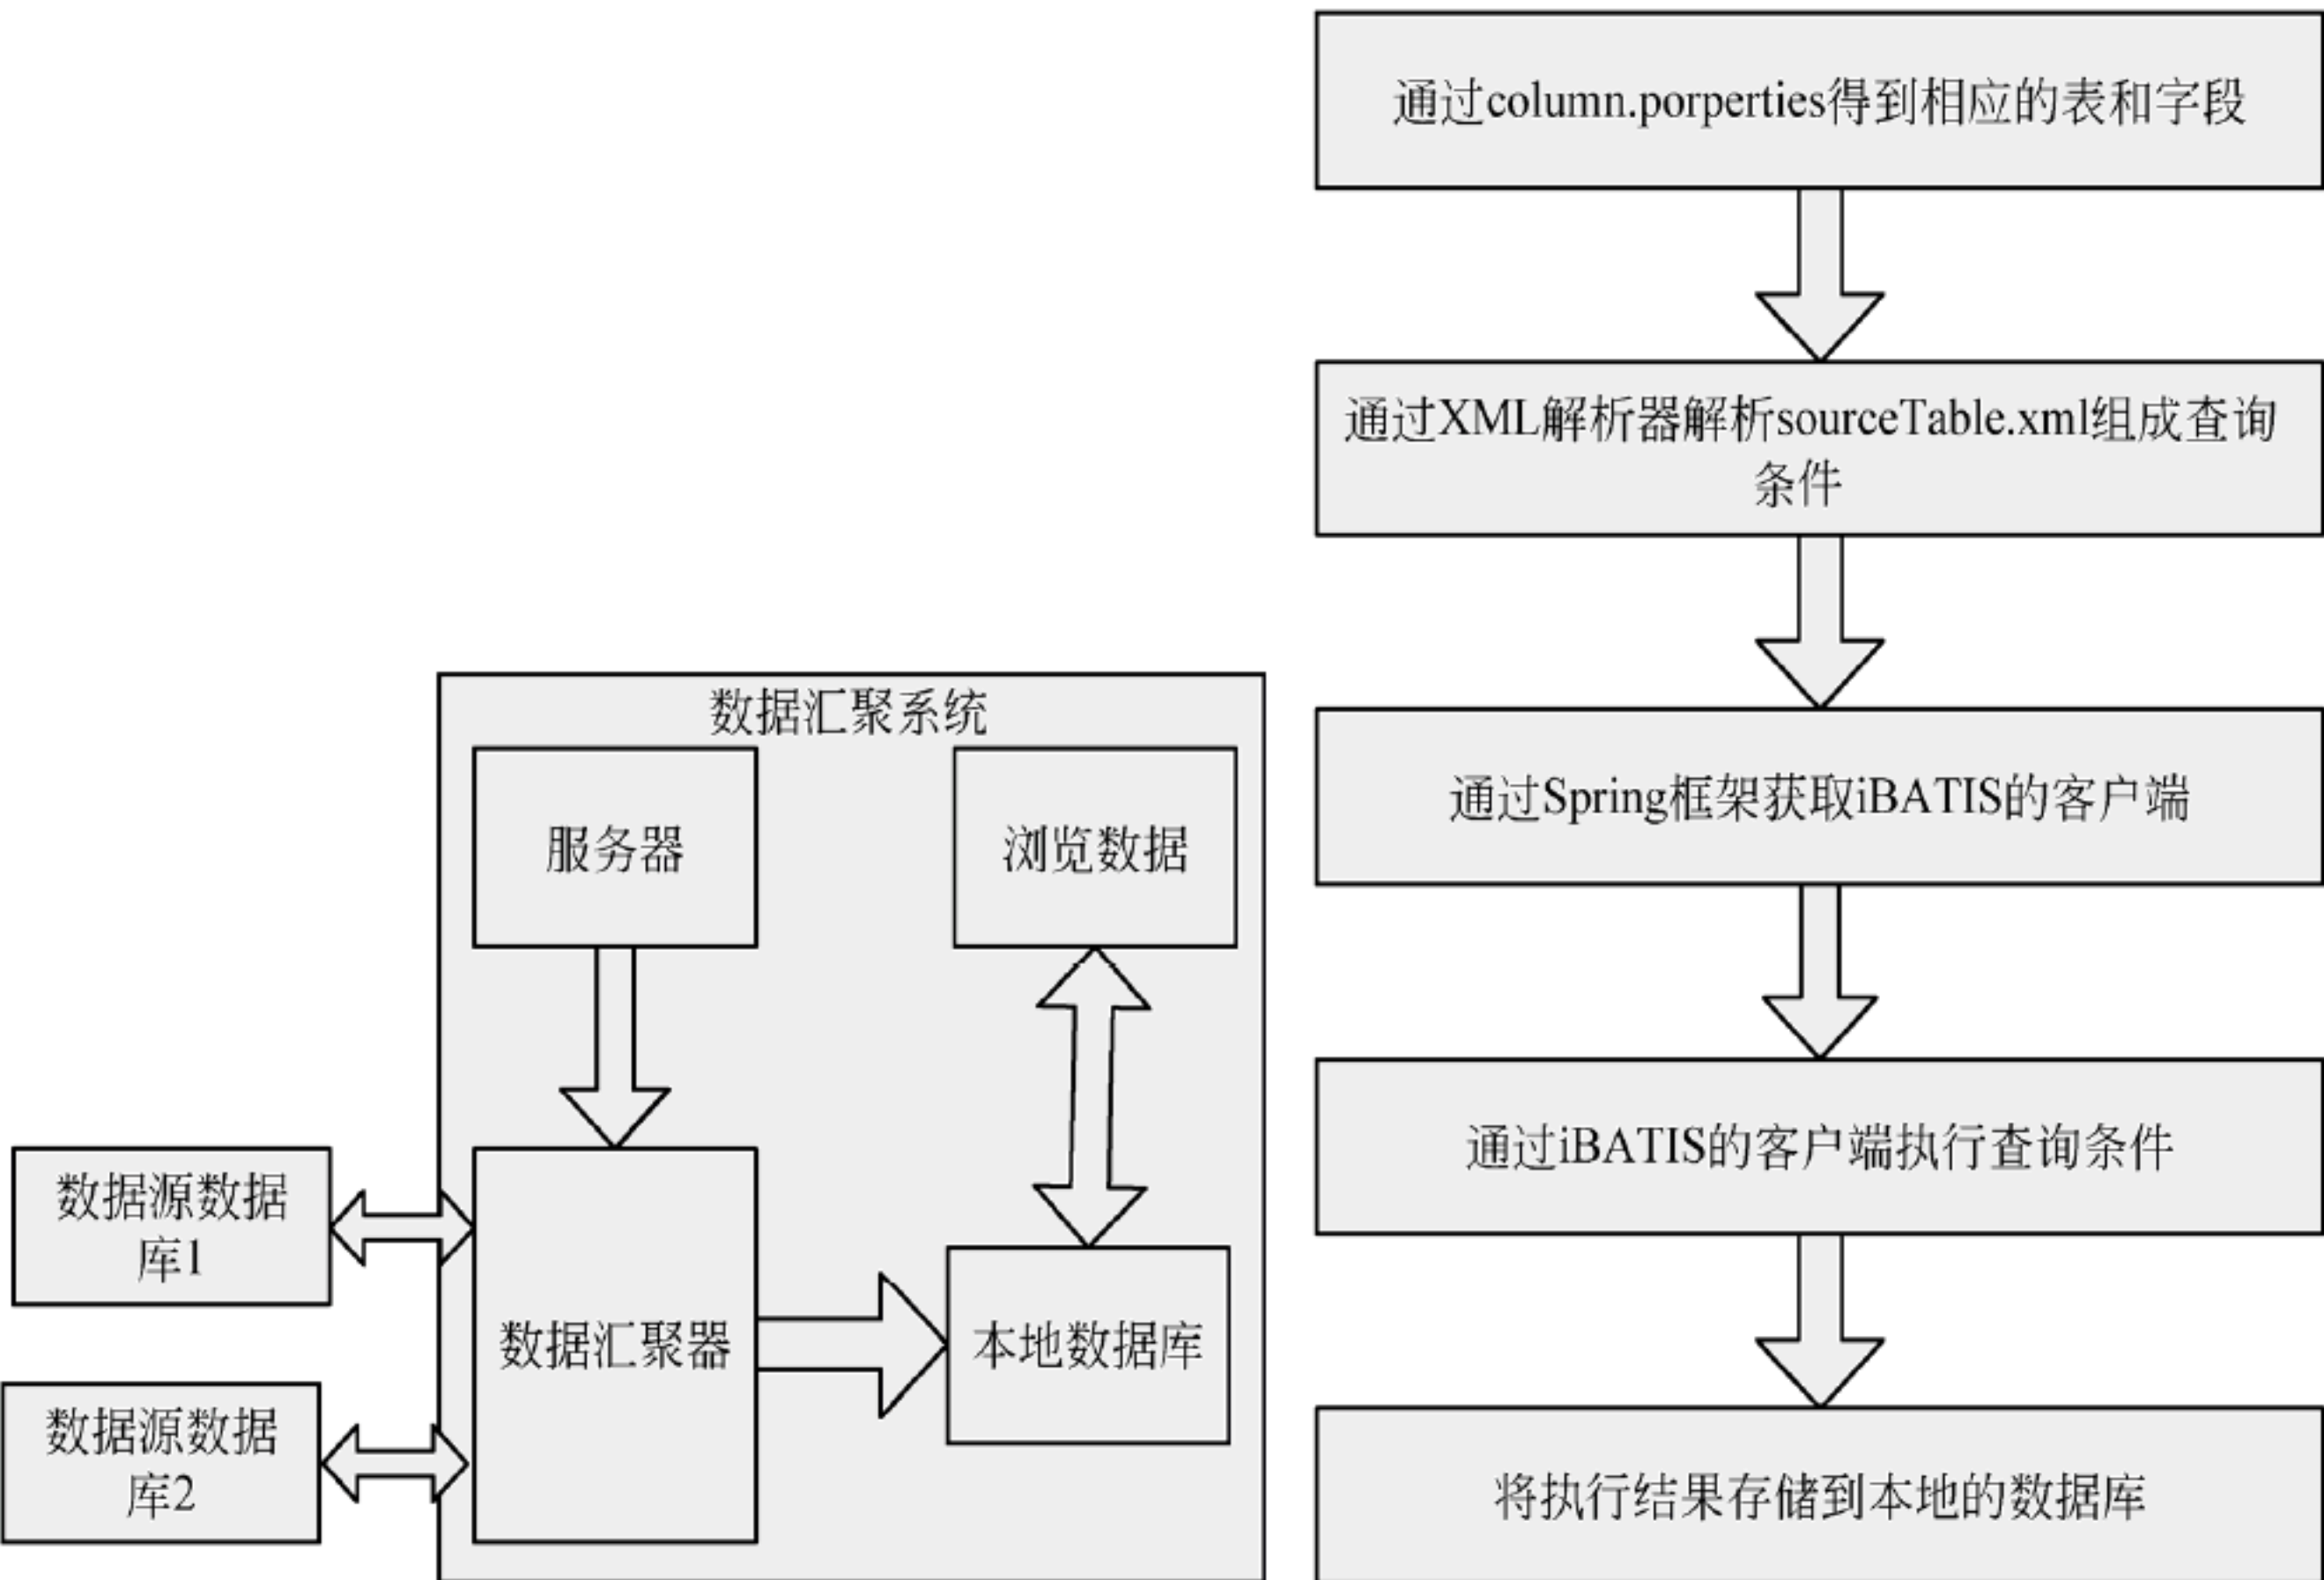 数据汇聚系统
服务器
浏览数据
数据源数据
库1
数据汇聚器
本地数据库
数据源数据
库2
通过column.porperties得到相应的表和字段
通过XML解析器解析sourceTable.xml组成查询
条件
通过Spring框架获取iBATIS的客户端
通过iBATIS的客户端执行查询条件
将执行结果存储到本地的数据库